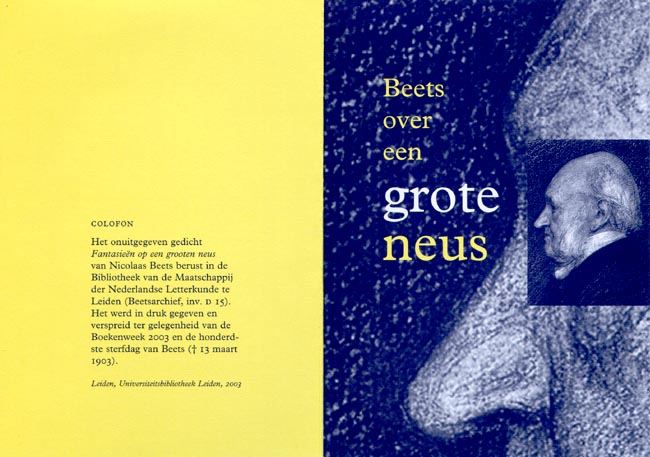 COLOFON
Het onuitgegeven gedicht
Fantasieën op een grooten neus
van Nicolaas Beets berust in de
Bibliotheek van de Maatschappij
der Nederlandse Letterkunde te
Leiden (Beetsarchief, inv. D 15).
Het werd in druk gegeven en
verspreid ter gelegenheid van de
Boekenweek 2003 en de honderd-
ste sterfdag van Beets († 13 maart
1903).
Leiden, Universiteitsbibliotheek Leiden, 2003
Beets
over
een
grote
neus